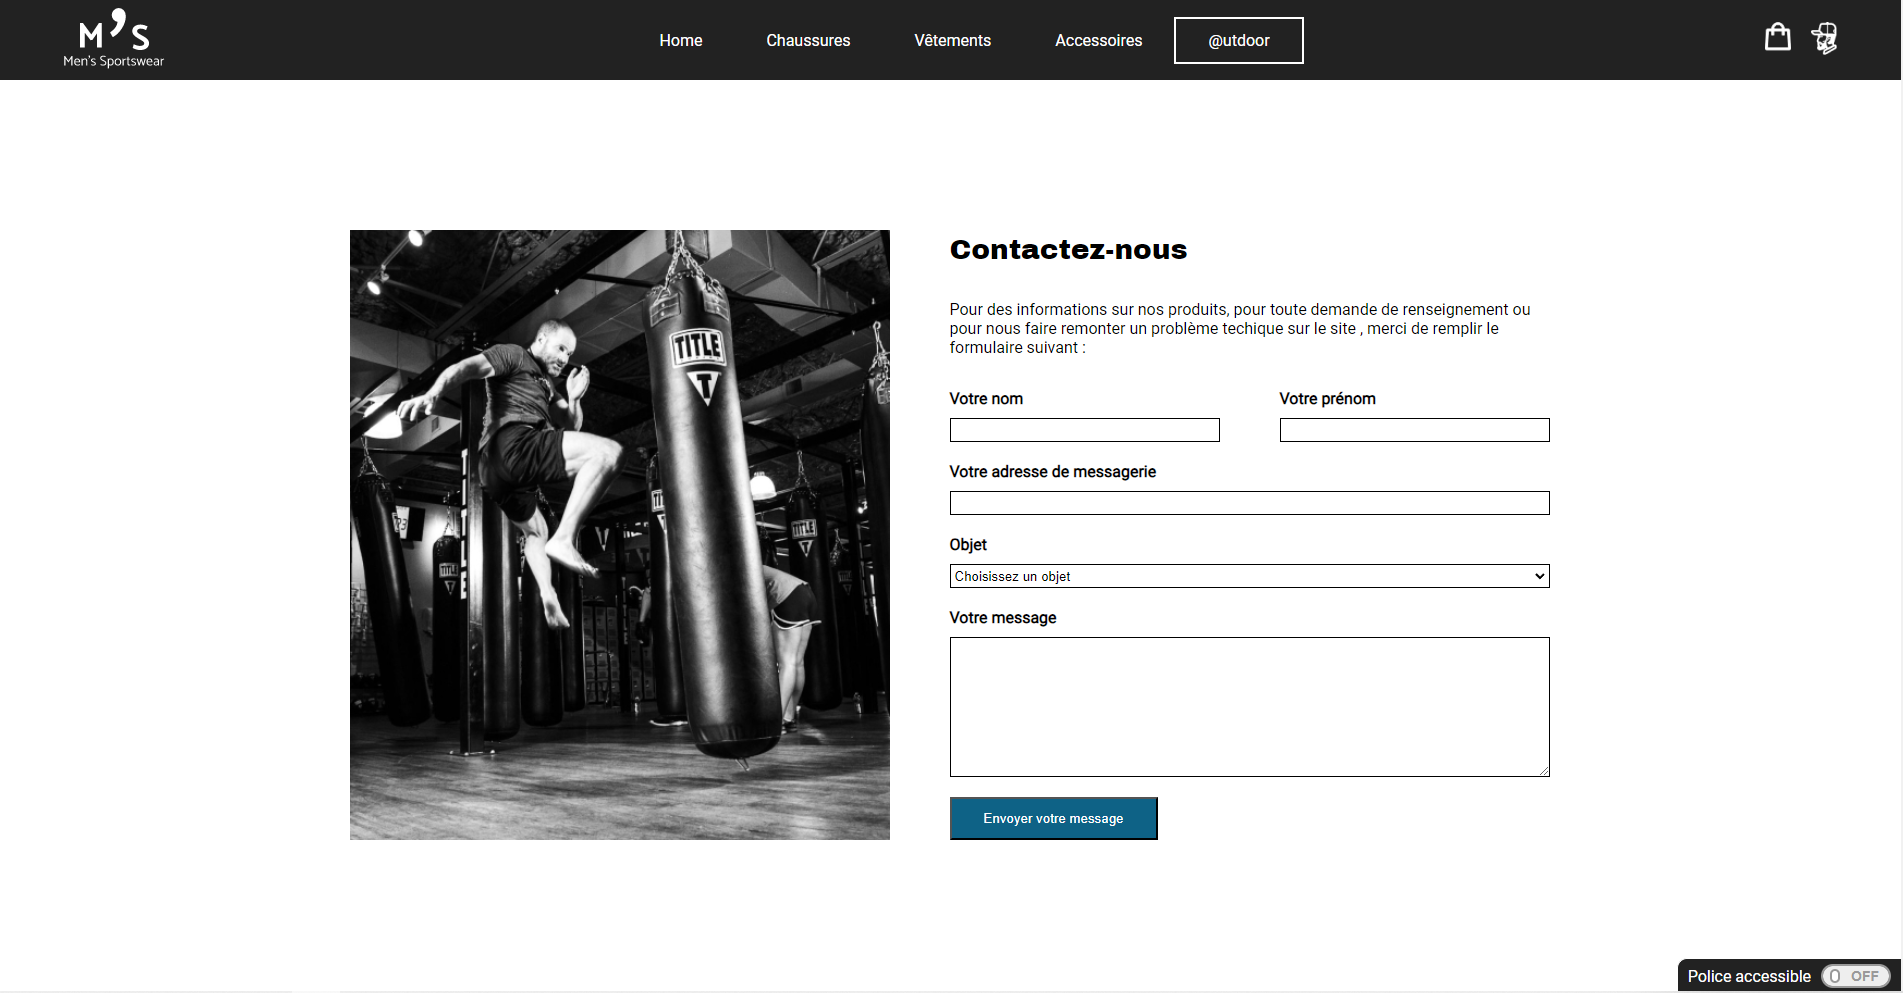 M's
Men's Sportswear
Home
Chaussures
Vêtements
Accessoires
@utdoor
TITLE
T
TITLE
TITLE
TITLE
Contactez-nous
Pour des informations sur nos produits, pour toute demande de renseignement ou
pour nous faire remonter un problème techique sur le site , merci de remplir le
formulaire suivant :
Votre nom
Votre prénom
Votre adresse de messagerie
Objet
Choisissez un objet
Votre message
Envoyer votre message
Police accessible
OFF